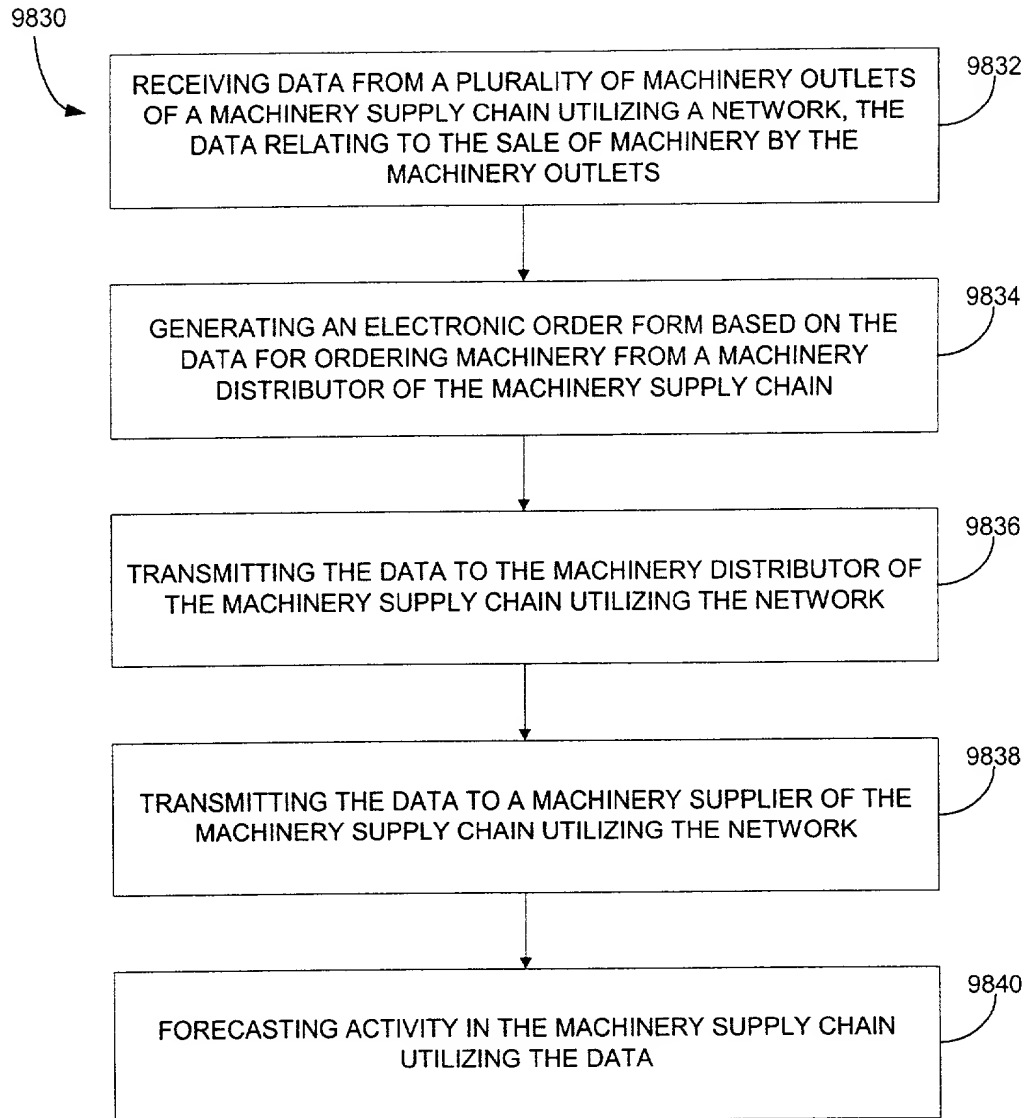 9830
RECEIVING DATA FROM A PLURALITY OF MACHINERY OUTLETS
OF A MACHINERY SUPPLY CHAIN UTILIZING A NETWORK, THE
DATA RELATING TO THE SALE OF MACHINERY BY THE
MACHINERY OUTLETS
9832
GENERATING AN ELECTRONIC ORDER FORM BASED ON THE
DATA FOR ORDERING MACHINERY FROM A MACHINERY
DISTRIBUTOR OF THE MACHINERY SUPPLY CHAIN
9834
TRANSMITTING THE DATA TO THE MACHINERY DISTRIBUTOR OF
THE MACHINERY SUPPLY CHAIN UTILIZING THE NETWORK
9836
TRANSMITTING THE DATA TO A MACHINERY SUPPLIER OF THE
MACHINERY SUPPLY CHAIN UTILIZING THE NETWORK
9838
FORECASTING ACTIVITY IN THE MACHINERY SUPPLY CHAIN
UTILIZING THE DATA
9840